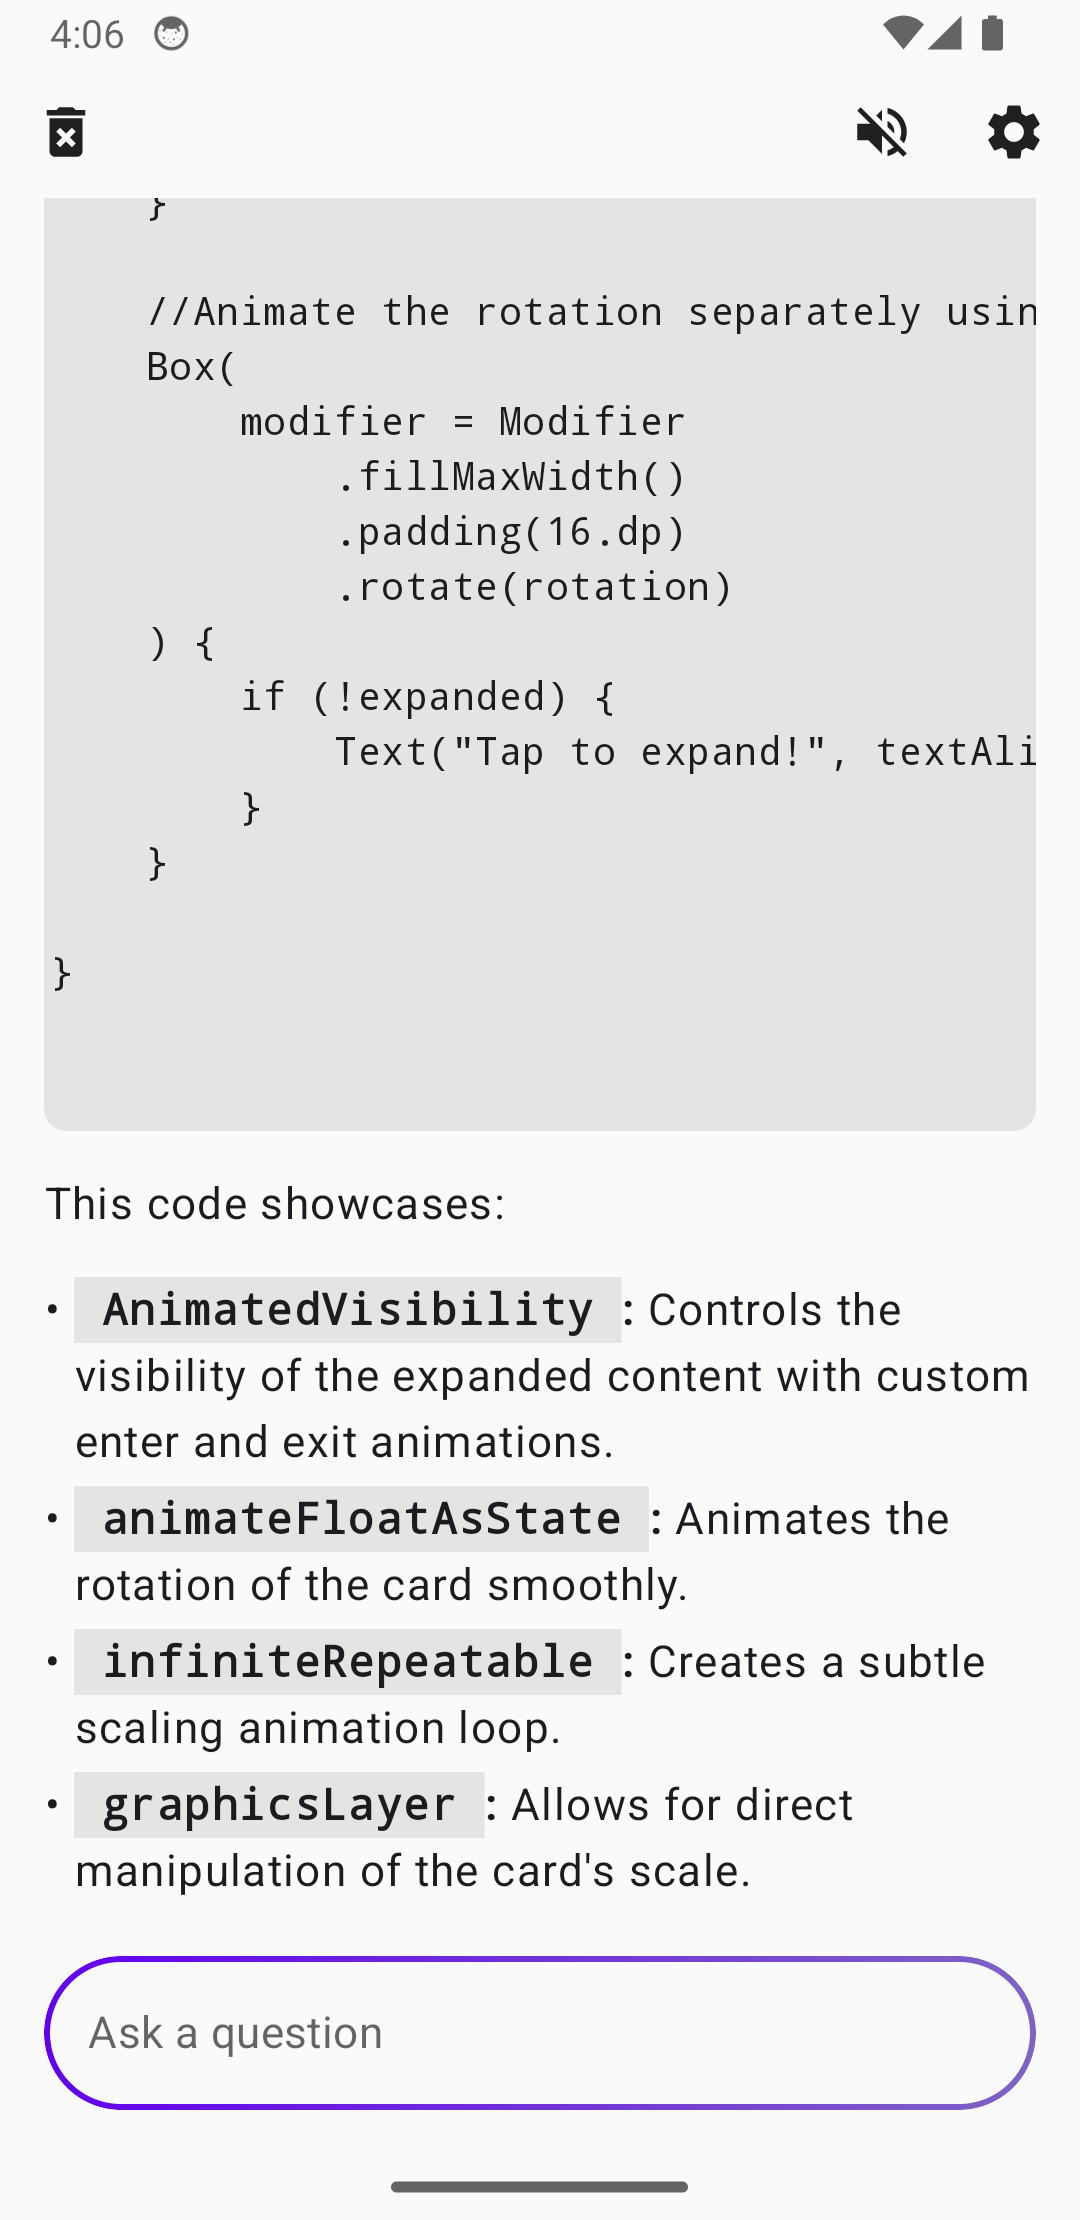 4:06
}
//Animate the rotation separately usin
Box(
modifier = Modifier
.fillMaxWidth()
.padding(16.dp)
.rotate(rotation)
) {
if (!expanded) {
Text("Tap to expand!", textAli
}
}
}
This code showcases:
• AnimatedVisibility : Controls the
visibility of the expanded content with custom
enter and exit animations.
• animateFloatAsState : Animates the
rotation of the card smoothly.
• infiniteRepeatable : Creates a subtle
scaling animation loop.
• graphicsLayer : Allows for direct
manipulation of the card's scale.
Ask a question